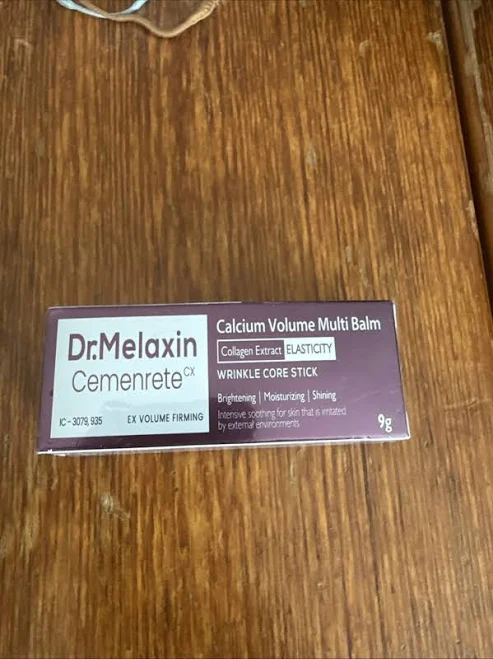 Dr.Melaxin
Cemenrete CX
IC-3079, 935 EX VOLUME FIRMING
Calcium Volume Multi Balm
Collagen Extract ELASTICITY
WRINKLE CORE STICK
Brightening | Moisturizing | Shining
Intensive soothing for skin that is irritated
by external environments
9g